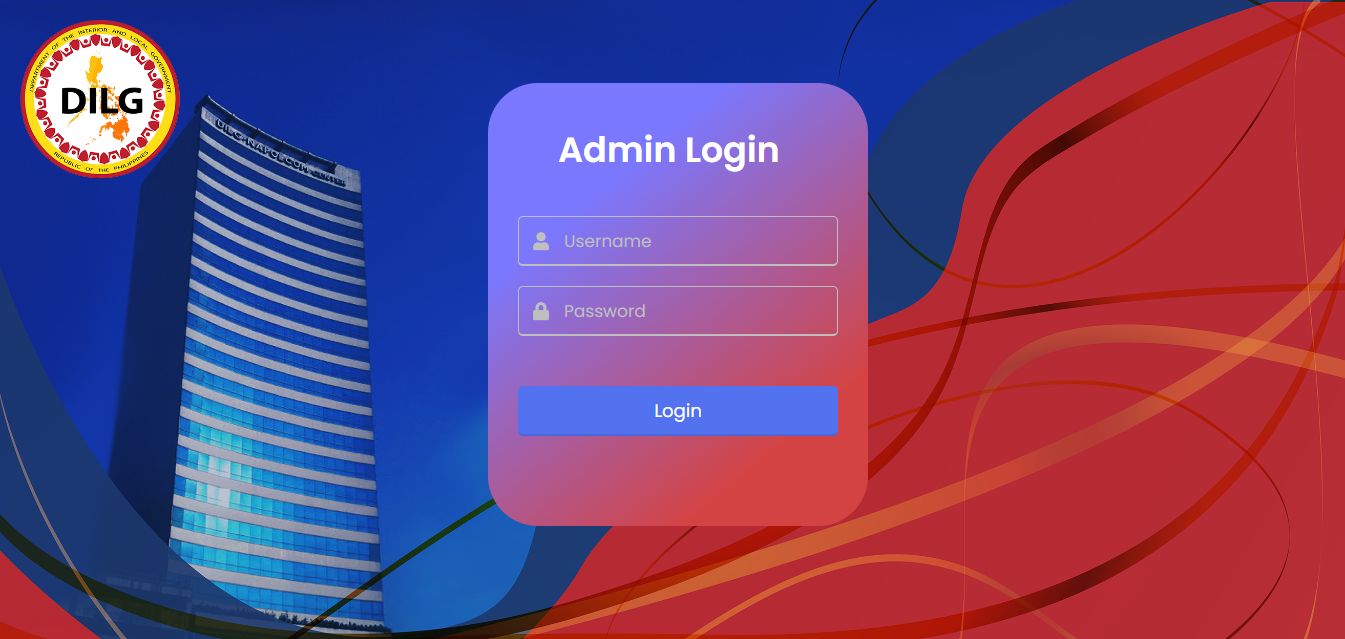 DEPARTMENT OF THE INTERIOR AND LOCAL GOVERNMENT
DILG
REPUBLIC OF THE PHILIPPINES
DILG-NAPOLCOM CENTER
Admin Login
Username
Password
Login